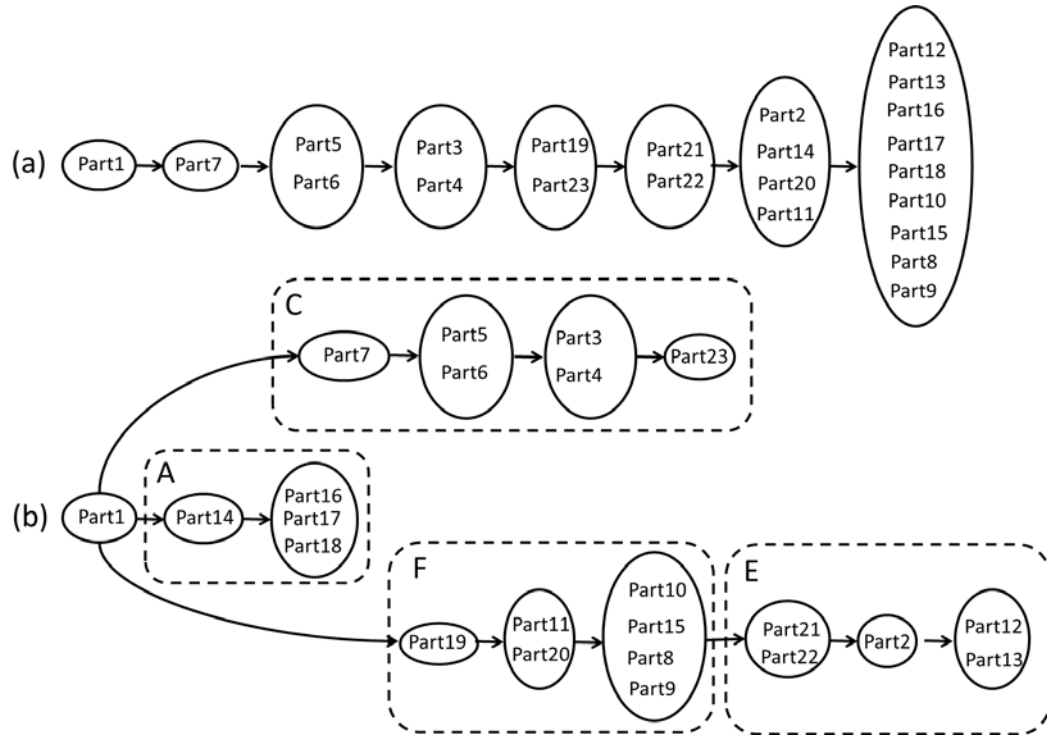 (a)
Part1
Part7
Part5
Part6
Part3
Part4
Part19
Part23
Part21
Part22
Part2
Part14
Part20
Part11
Part12
Part13
Part16
Part17
Part18
Part10
Part15
Part8
Part9
(b)
Part1
C
Part7
Part5
Part6
Part3
Part4
Part23
A
Part14
Part16
Part17
Part18
F
Part19
Part11
Part20
Part10
Part15
Part8
Part9
E
Part21
Part22
Part2
Part12
Part13